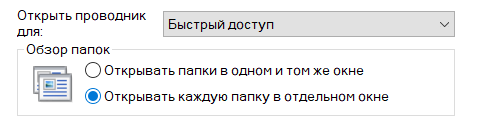 Открыть проводник
для:
Быстрый доступ
Обзор папок
Открывать папки в одном и том же окне
Открывать каждую папку в отдельном окне